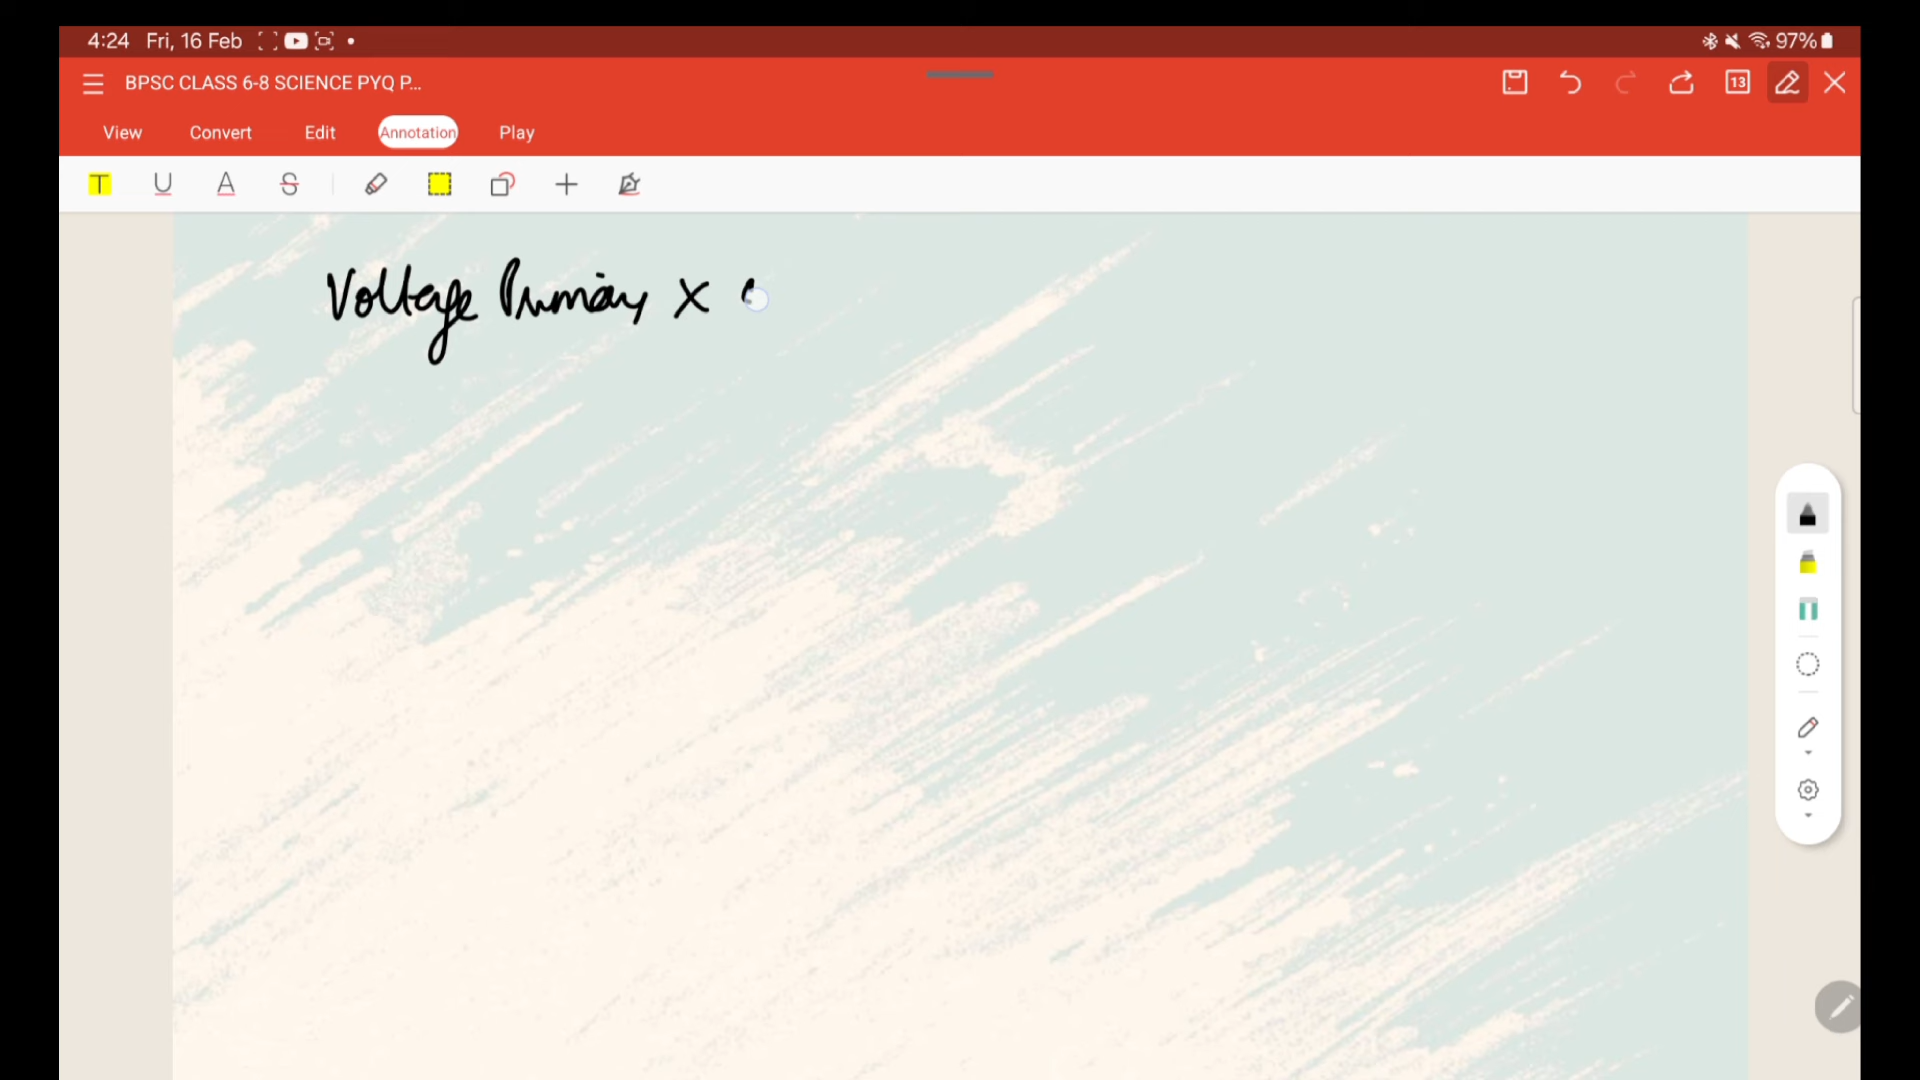 4:24 Fri, 16 Feb
97%
BPSC CLASS 6-8 SCIENCE PYQ P...
13
View Convert Edit Annotation Play
T U A S
Voltage Primary X